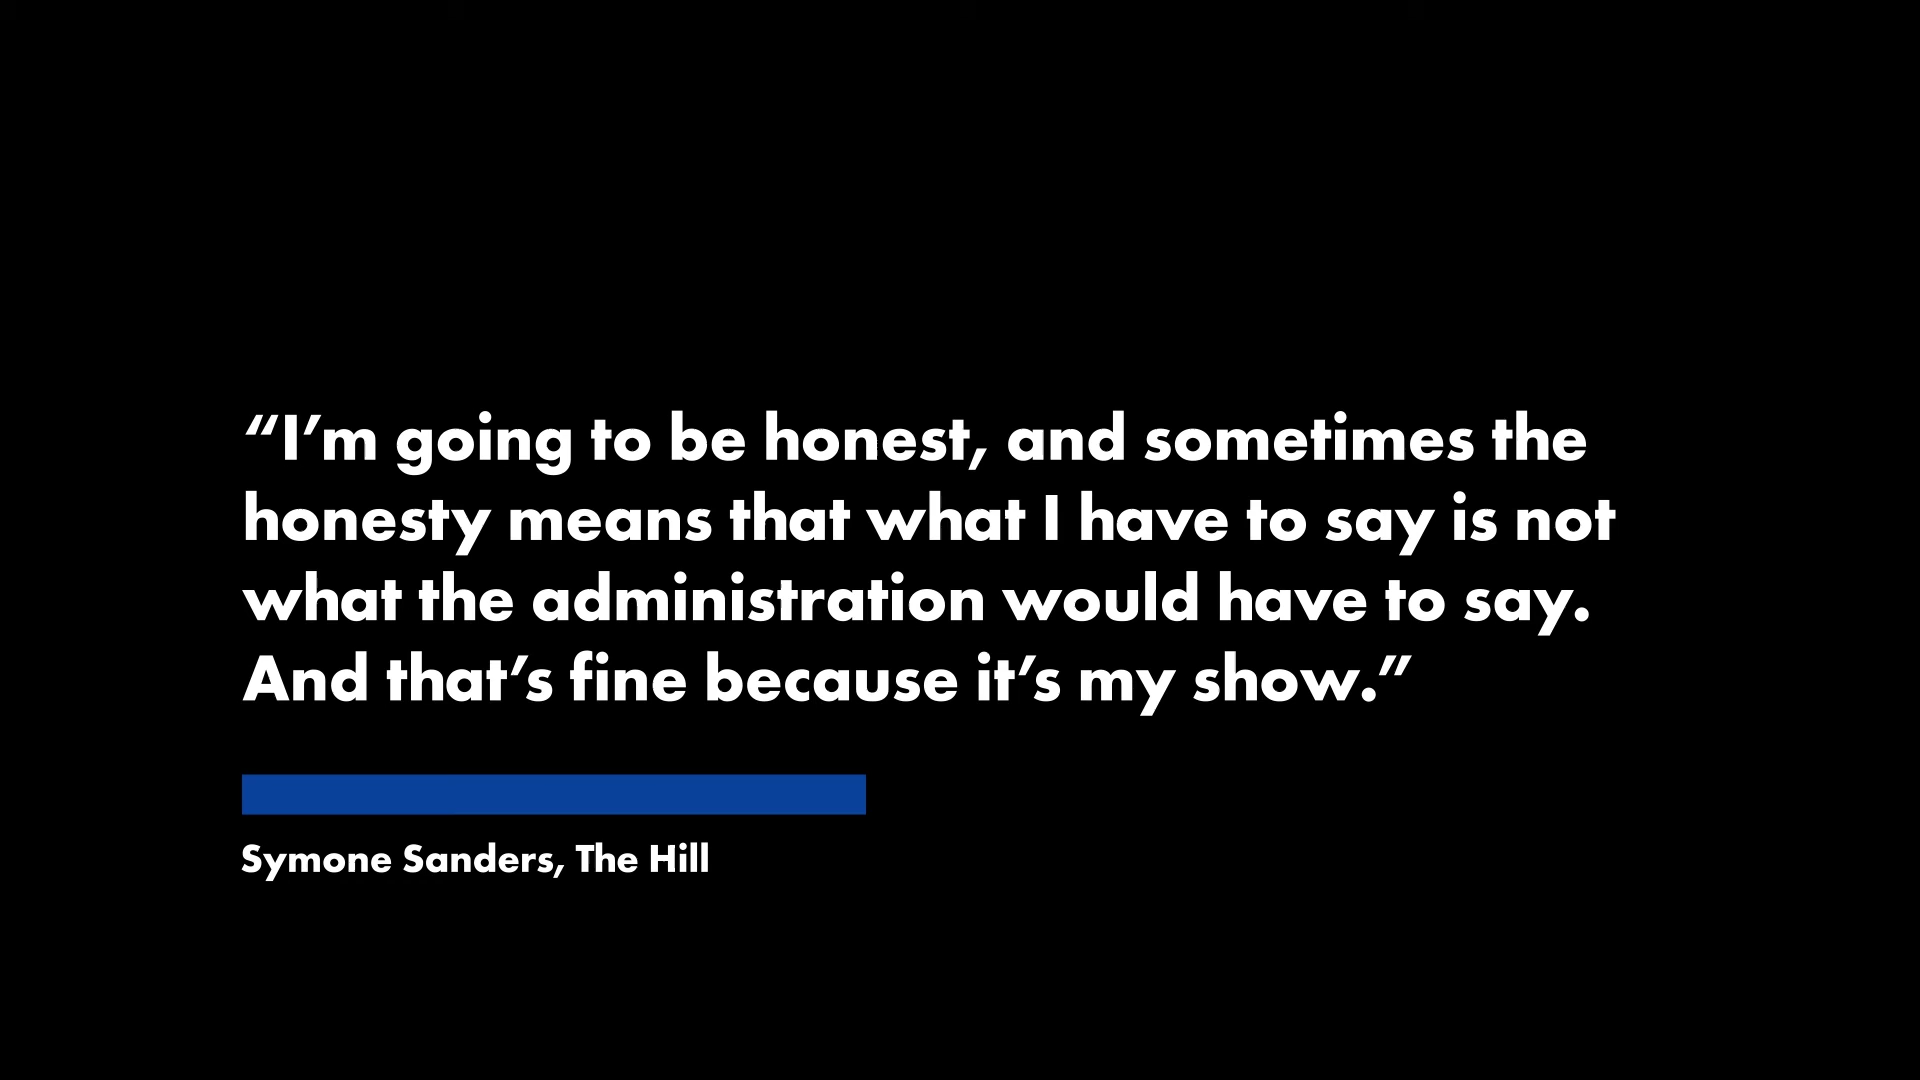 “I’m going to be honest, and sometimes the
honesty means that what I have to say is not
what the administration would have to say.
And that’s fine because it’s my show.”
Symone Sanders, The Hill